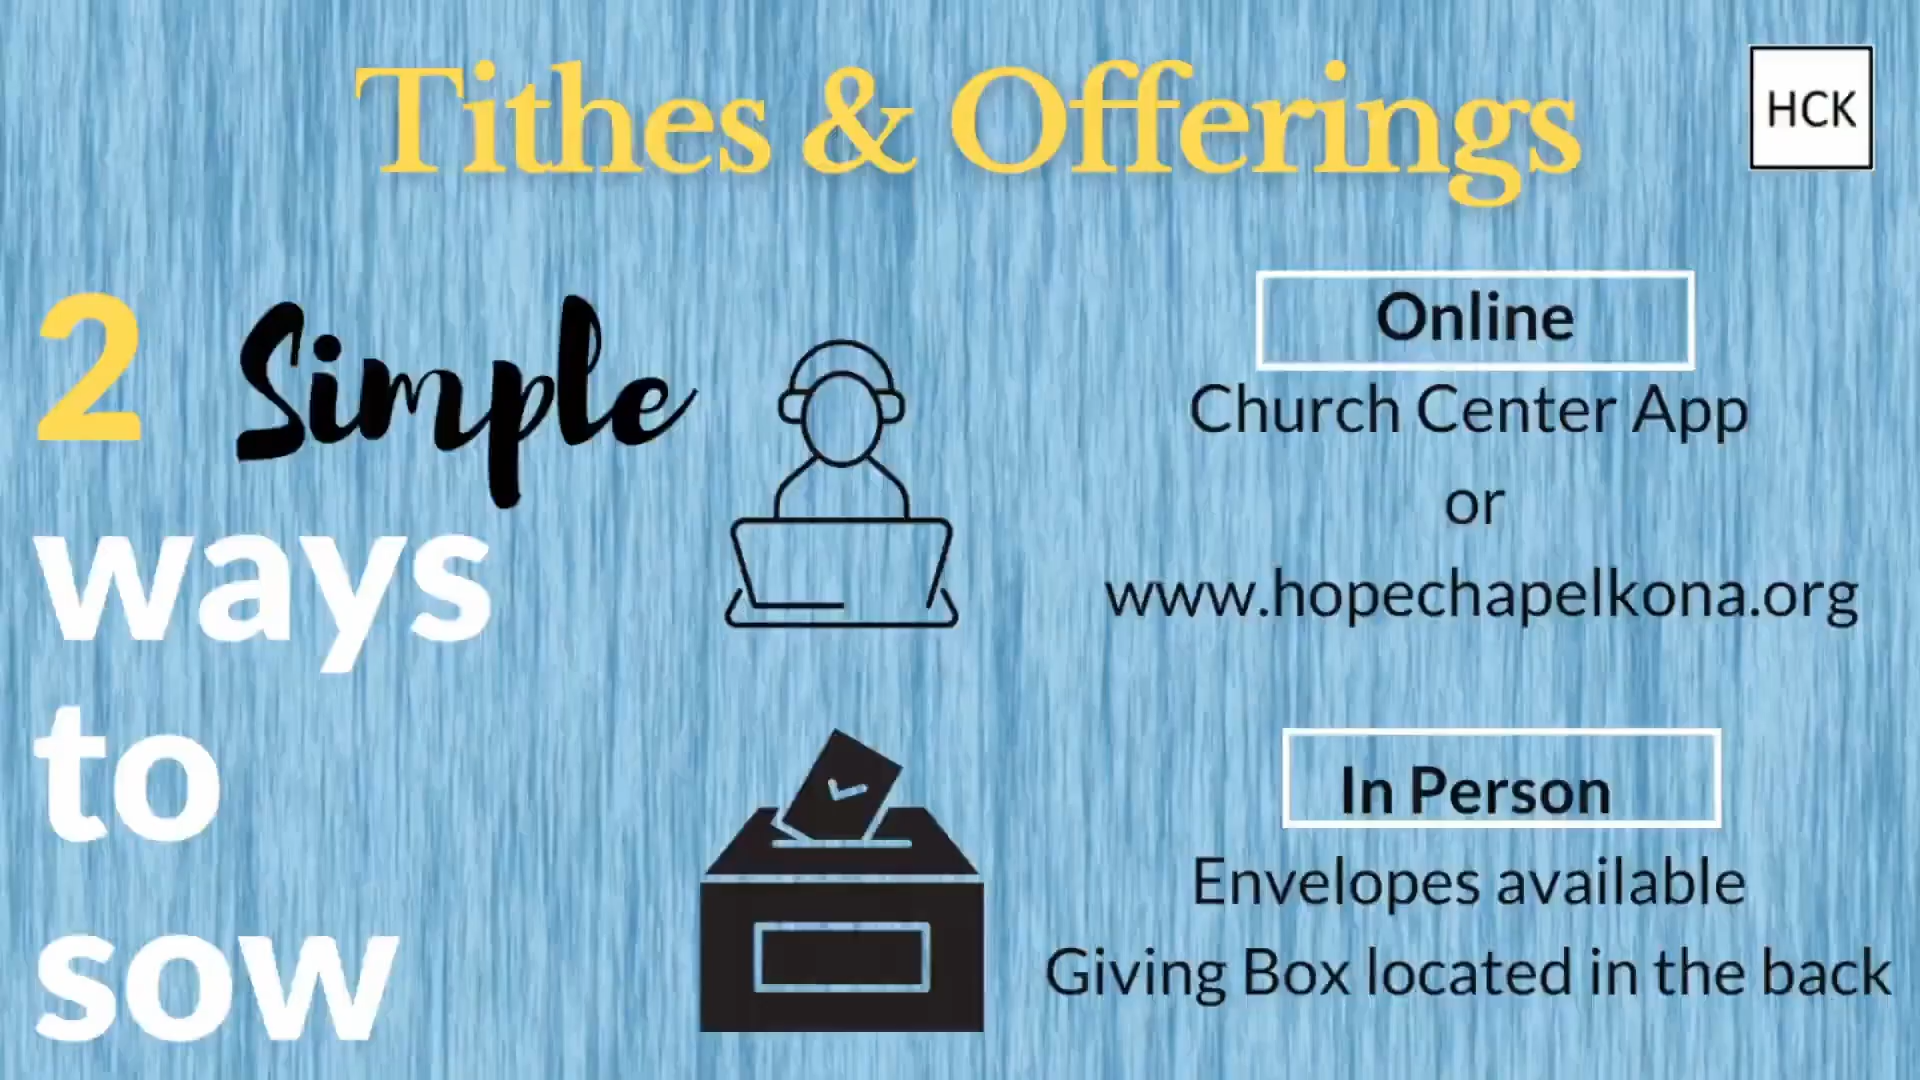 Tithes & Offerings
HCK
2 Simple
ways
to
sow
Online
Church Center App
or
www.hopechapelkona.org
In Person
Envelopes available
Giving Box located in the back